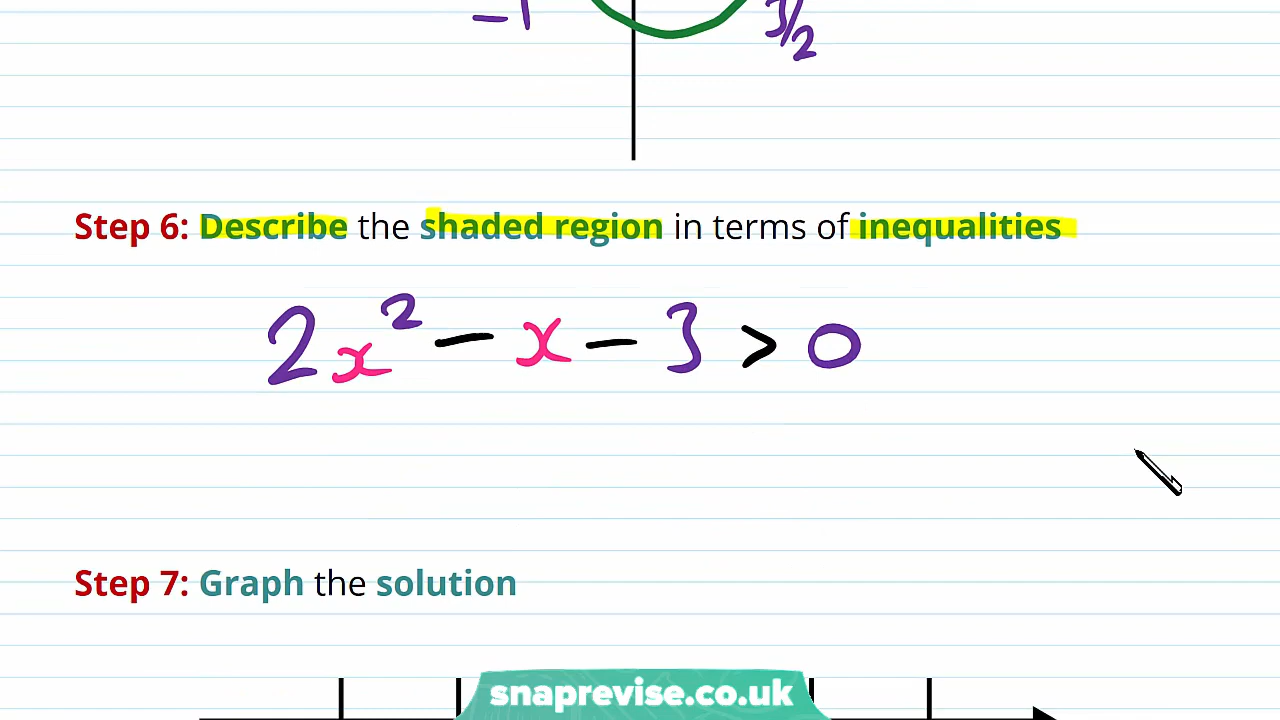 -1 3/2
Step 6: Describe the shaded region in terms of inequalities
2x² - x - 3 > 0
Step 7: Graph the solution
snaprevise.co.uk